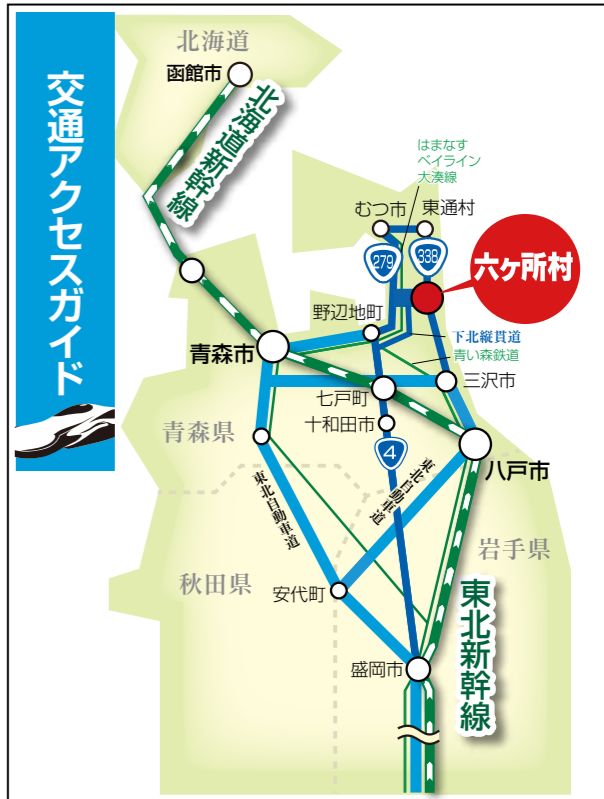 交通アクセスガイド
北海道
函館市
北海道新幹線
はまなす
ベイライン
大湊線
むつ市
東通村
279
338
六ヶ所村
野辺地町
下北縦貫道
青い森鉄道
青森市
三沢市
七戸町
十和田市
青森県
4
八戸市
東北自動車道
東北自動車道
岩手県
秋田県
安代町
東北新幹線
盛岡市